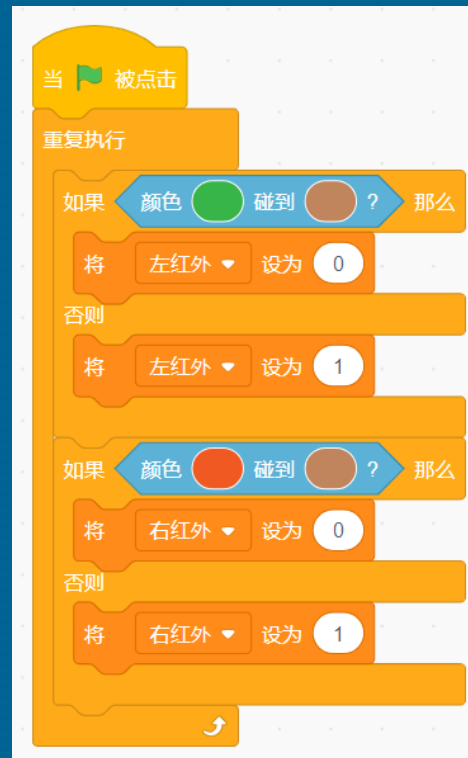 当 被点击
重复执行
如果 颜色 碰到 ? 那么
将 左红外 设为 0
否则
将 左红外 设为 1
如果 颜色 碰到 ? 那么
将 右红外 设为 0
否则
将 右红外 设为 1